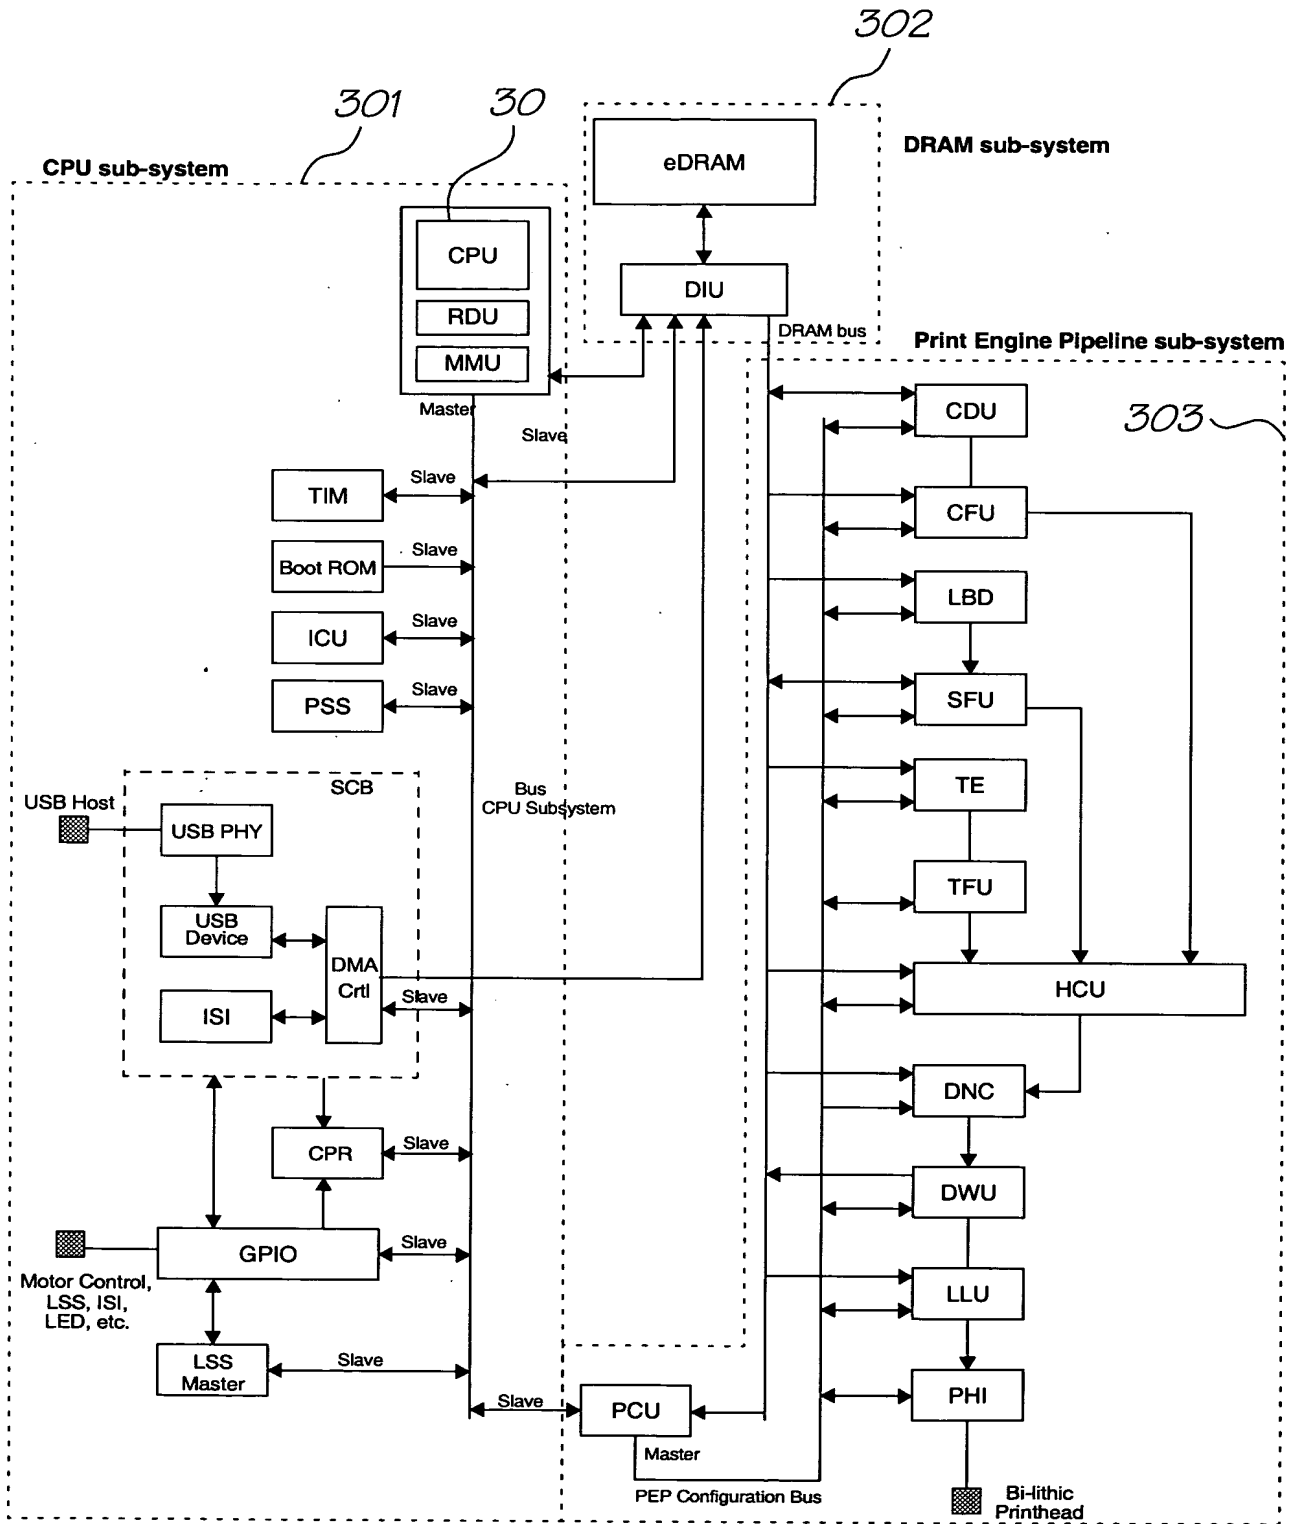 302
301
30
CPU sub-system
DRAM sub-system
eDRAM
CPU
RDU
MMU
DIU
DRAM bus
Print Engine Pipeline sub-system
303
Master
Slave
TIM
Slave
Boot ROM
Slave
ICU
Slave
PSS
Slave
CDU
CFU
LBD
SFU
TE
TFU
HCU
DNC
DWU
LLU
PHI
SCB
USB Host
USB PHY
USB
Device
ISI
DMA
Crtl
Slave
Bus
CPU Subsystem
CPR
Slave
GPIO
Slave
Motor Control,
LSS, ISI,
LED, etc.
LSS
Master
Slave
Slave
PCU
Master
PEP Configuration Bus
Bi-lithic
Printhead